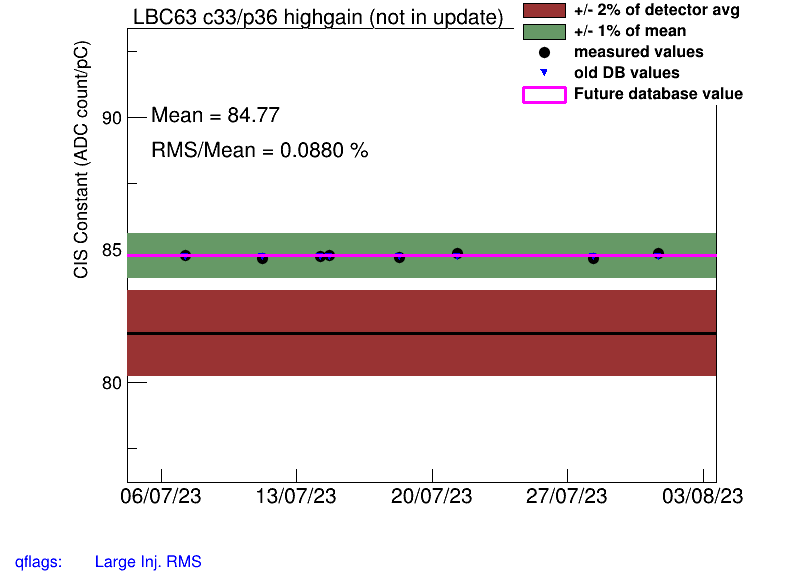 LBC63 c33/p36 highgain (not in update)
+/- 2% of detector avg
+/- 1% of mean
measured values
old DB values
Future database value
CIS Constant (ADC count/pC)
Mean = 84.77
RMS/Mean = 0.0880 %
90
85
80
06/07/23 13/07/23 20/07/23 27/07/23 03/08/23
qflags: Large Inj. RMS